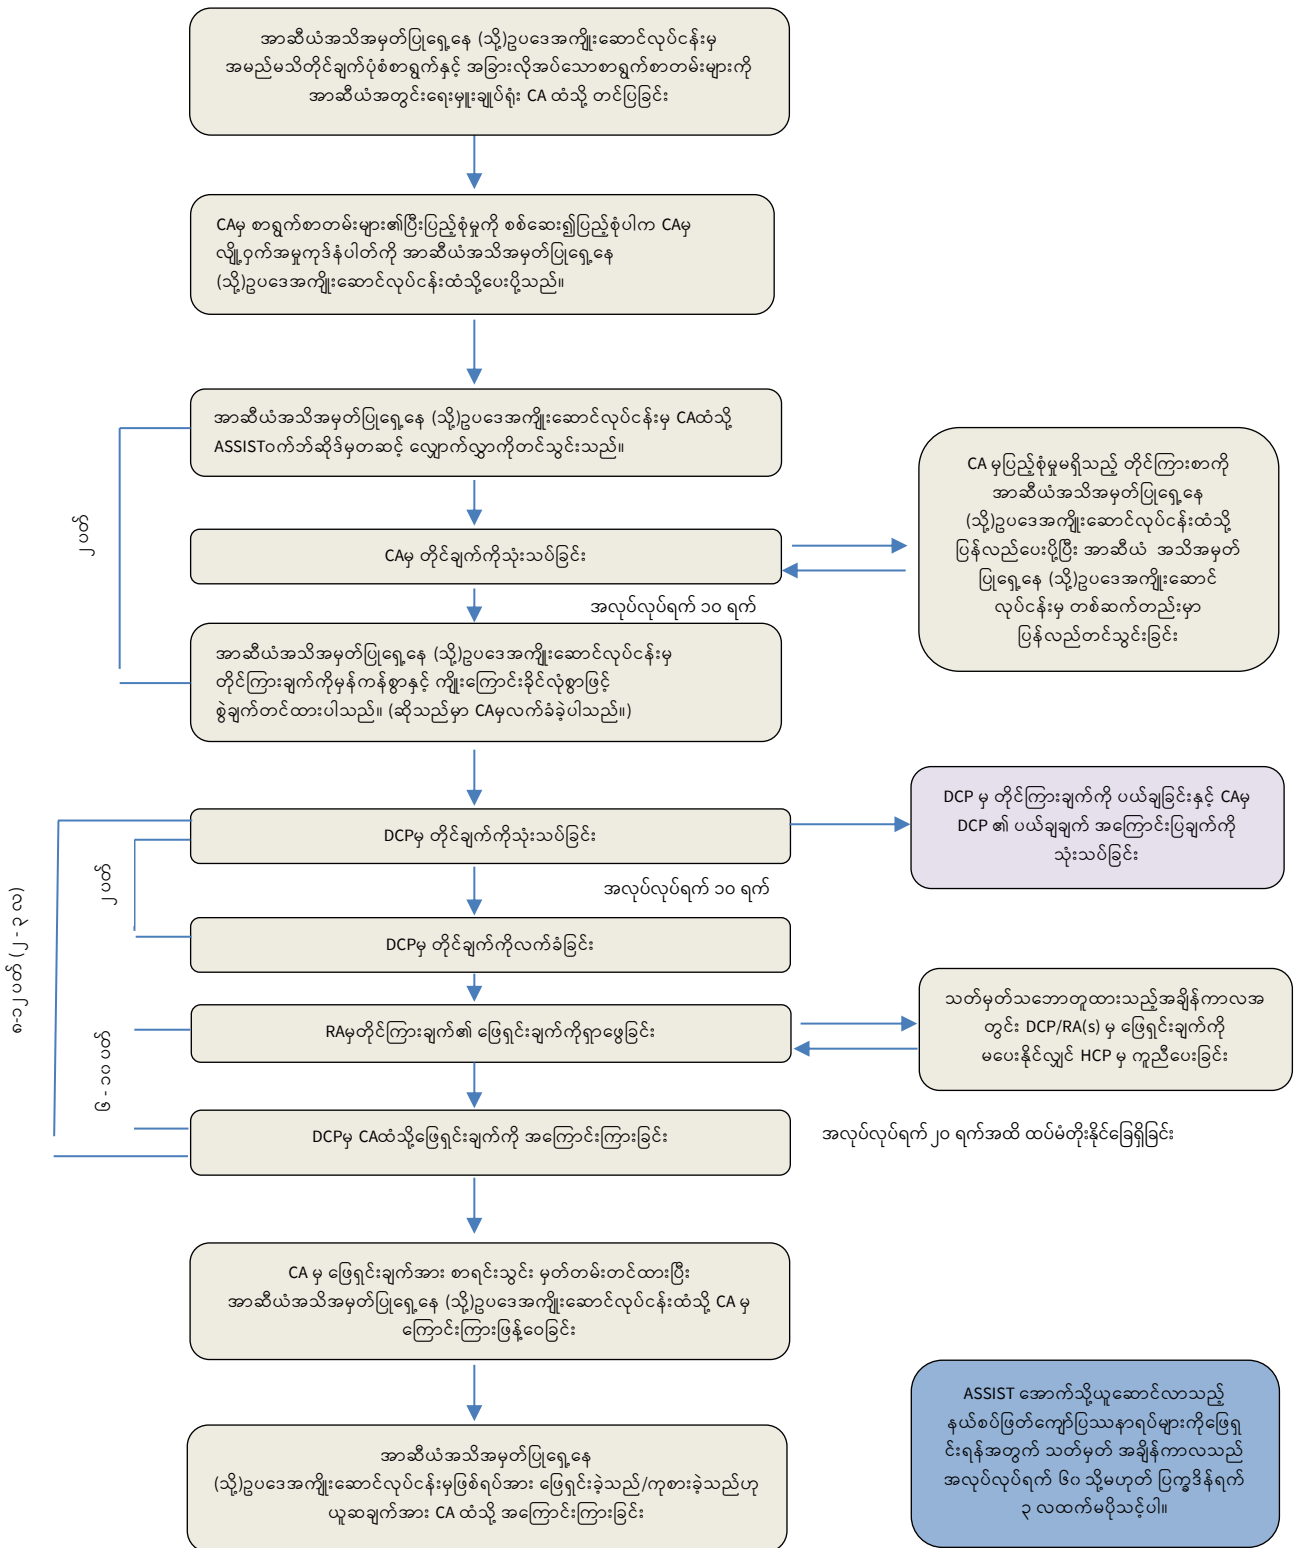 အာဆီယံအသိအမှတ်ပြုရှေ့နေ (သို့)ဥပဒေအကျိုးဆောင်လုပ်ငန်းမှ
အမည်မသိတိုင်ချက်ပုံစံစာရွက်နှင့် အခြားလိုအပ်သောစာရွက်စာတမ်းများကို
အာဆီယံအတွင်းရေးမှူးချုပ်ရုံး CA ထံသို့ တင်ပြခြင်း
CAမှ စာရွက်စာတမ်းများ၏ပြီးပြည့်စုံမှုကို စစ်ဆေး၍ပြည့်စုံပါက CAမှ
လျှို့ဝှက်အမှုကုဒ်နံပါတ်ကို အာဆီယံအသိအမှတ်ပြုရှေ့နေ
(သို့)ဥပဒေအကျိုးဆောင်လုပ်ငန်းထံသို့ပေးပို့သည်။
အာဆီယံအသိအမှတ်ပြုရှေ့နေ (သို့)ဥပဒေအကျိုးဆောင်လုပ်ငန်းမှ CAထံသို့
ASSISTဝက်ဘ်ဆိုဒ်မှတဆင့် လျှောက်လွှာကိုတင်သွင်းသည်။
၂ ပတ်
CAမှ တိုင်ချက်ကိုသုံးသပ်ခြင်း
CA မှပြည့်စုံမှုမရှိသည့် တိုင်ကြားစာကို
အာဆီယံအသိအမှတ်ပြုရှေ့နေ
(သို့)ဥပဒေအကျိုးဆောင်လုပ်ငန်းထံသို့
ပြန်လည်ပေးပို့ပြီး အာဆီယံ အသိအမှတ်
ပြုရှေ့နေ (သို့)ဥပဒေအကျိုးဆောင်
လုပ်ငန်းမှ တစ်ဆက်တည်းမှာ
ပြန်လည်တင်သွင်းခြင်း
အလုပ်လုပ်ရက် ၁၀ ရက်
အာဆီယံအသိအမှတ်ပြုရှေ့နေ (သို့)ဥပဒေအကျိုးဆောင်လုပ်ငန်းမှ
တိုင်ကြားချက်ကိုမှန်ကန်စွာနှင့် ကျိုးကြောင်းခိုင်လုံစွာဖြင့်
စွဲချက်တင်ထားပါသည်။ (ဆိုသည်မှာ CAမှလက်ခံခဲ့ပါသည်။)
DCPမှ တိုင်ချက်ကိုသုံးသပ်ခြင်း
DCP မှ တိုင်ကြားချက်ကို ပယ်ချခြင်းနှင့် CAမှ
DCP ၏ ပယ်ချချက် အကြောင်းပြချက်ကို
သုံးသပ်ခြင်း
၂ ပတ်
အလုပ်လုပ်ရက် ၁၀ ရက်
DCPမှ တိုင်ချက်ကိုလက်ခံခြင်း
၈-၁၂ ပတ် (၂ - ၃ လ)
RAမှတိုင်ကြားချက်၏ ဖြေရှင်းချက်ကိုရှာဖွေခြင်း
သတ်မှတ်သဘောတူထားသည့်အချိန်ကာလအ
တွင်း DCP/RA(s) မှ ဖြေရှင်းချက်ကို
မပေးနိုင်လျှင် HCP မှ ကူညီပေးခြင်း
၆ - ၁၀ ပတ်
DCPမှ CAထံသို့ဖြေရှင်းချက်ကို အကြောင်းကြားခြင်း
အလုပ်လုပ်ရက် ၂၀ ရက်အထိ ထပ်မံတိုးနိုင်ခြေရှိခြင်း
CA မှ ဖြေရှင်းချက်အား စာရင်းသွင်း မှတ်တမ်းတင်ထားပြီး
အာဆီယံအသိအမှတ်ပြုရှေ့နေ (သို့)ဥပဒေအကျိုးဆောင်လုပ်ငန်းထံသို့ CA မှ
ကြောင်းကြားဖြန့်ဝေခြင်း
အာဆီယံအသိအမှတ်ပြုရှေ့နေ
(သို့)ဥပဒေအကျိုးဆောင်လုပ်ငန်းမှဖြစ်ရပ်အား ဖြေရှင်းခဲ့သည်/ကုစားခဲ့သည်ဟု
ယူဆချက်အား CA ထံသို့ အကြောင်းကြားခြင်း
ASSIST အောက်သို့ယူဆောင်လာသည့်
နယ်စပ်ဖြတ်ကျော်ပြဿနာရပ်များကိုဖြေရှ
င်းရန်အတွက် သတ်မှတ် အချိန်ကာလသည်
အလုပ်လုပ်ရက် ၆၀ သို့မဟုတ် ပြက္ခဒိန်ရက်
၃ လထက်မပိုသင့်ပါ။